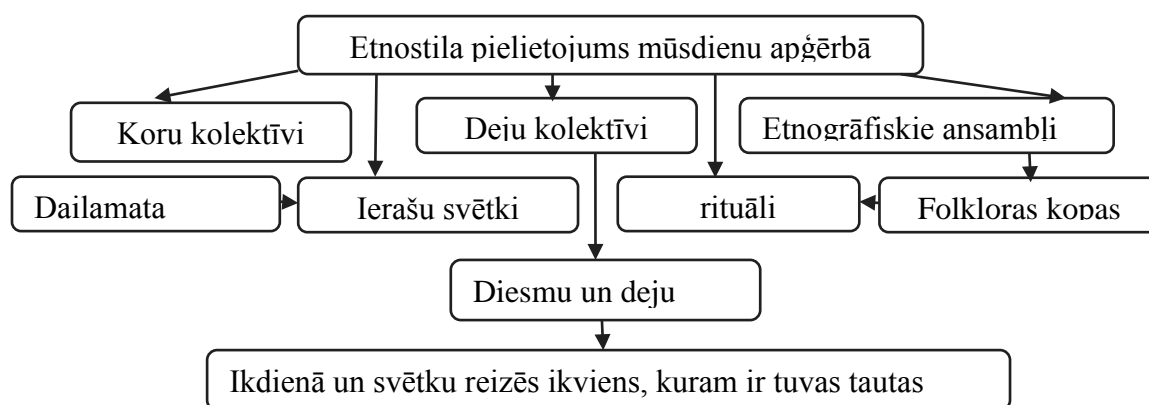 Etnostila pielietojums mūsdienu apģērbā
Koru kolektīvi
Deju kolektīvi
Etnogrāfiskie ansambļi
Dailamata
Ierašu svētki
rituāli
Folkloras kopas
Diesmu un deju
Ikdienā un svētku reizēs ikviens, kuram ir tuvas tautas